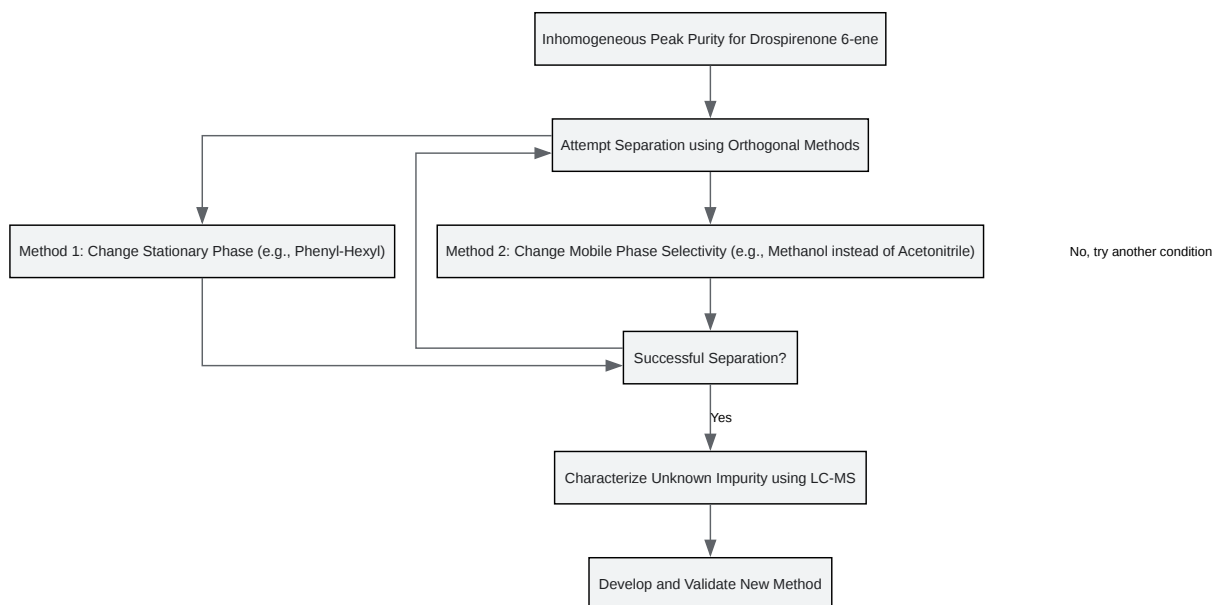 Inhomogeneous Peak Purity for Drospirenone 6-ene
Attempt Separation using Orthogonal Methods
Method 1: Change Stationary Phase (e.g., Phenyl-Hexyl)
Method 2: Change Mobile Phase Selectivity (e.g., Methanol instead of Acetonitrile)
No, try another condition
Successful Separation?
Yes
Characterize Unknown Impurity using LC-MS
Develop and Validate New Method